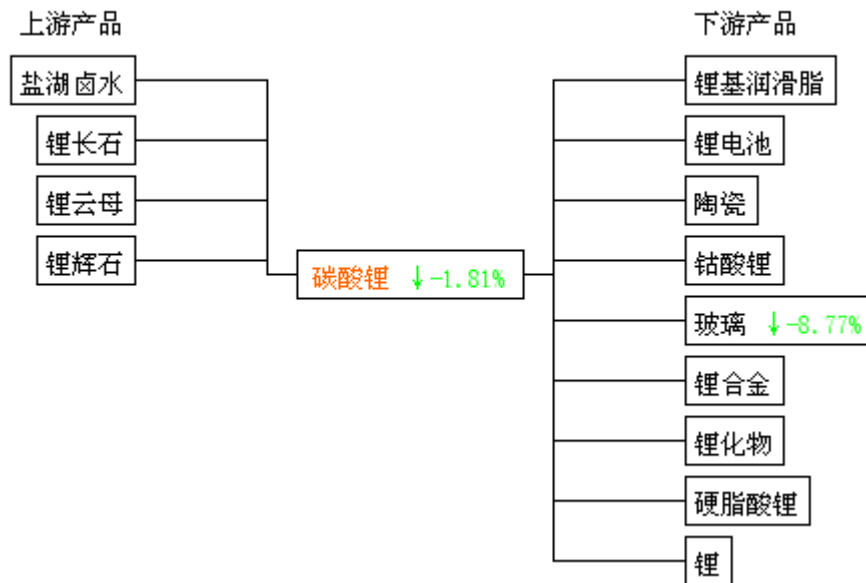 上游产品
下游产品
盐湖卤水
锂长石
锂云母
锂辉石
碳酸锂 ↓-1.81%
锂基润滑脂
锂电池
陶瓷
钴酸锂
玻璃 ↓-8.77%
锂合金
锂化物
硬脂酸锂
锂